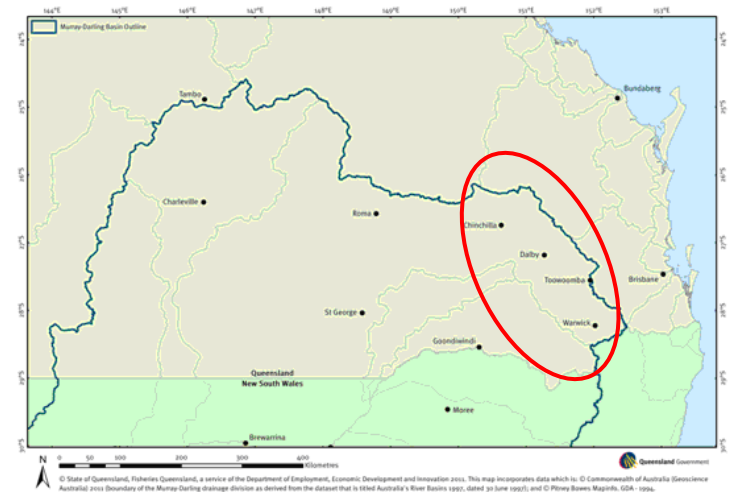 144°E 145°E 146°E 147°E 148°E 149°E 150°E 151°E 152°E 153°E
Murray-Darling Basin Outline
24°S
Bundaberg
Tambo
25°S
26°S
Charleville
Roma
Chinchilla
27°S
Dalby
Toowoomba
Brisbane
28°S
St George
Warwick
Goondiwindi
Queensland
29°S
New South Wales
Moree
Brewarrina
30°S
N
0 50 100 200 300 400
Kilometres
Queensland Government
© State of Queensland, Fisheries Queensland, a service of the Department of Employment, Economic Development and Innovation 2011. This map incorporates data which is: © Commonwealth of Australia (Geoscience
Australia) 2011 (boundary of the Murray-Darling drainage division as derived from the dataset that is titled Australia's River Basins 1997, dated 30 June 1997); and © Pitney Bowes Mapinfo. GDA - 1994.